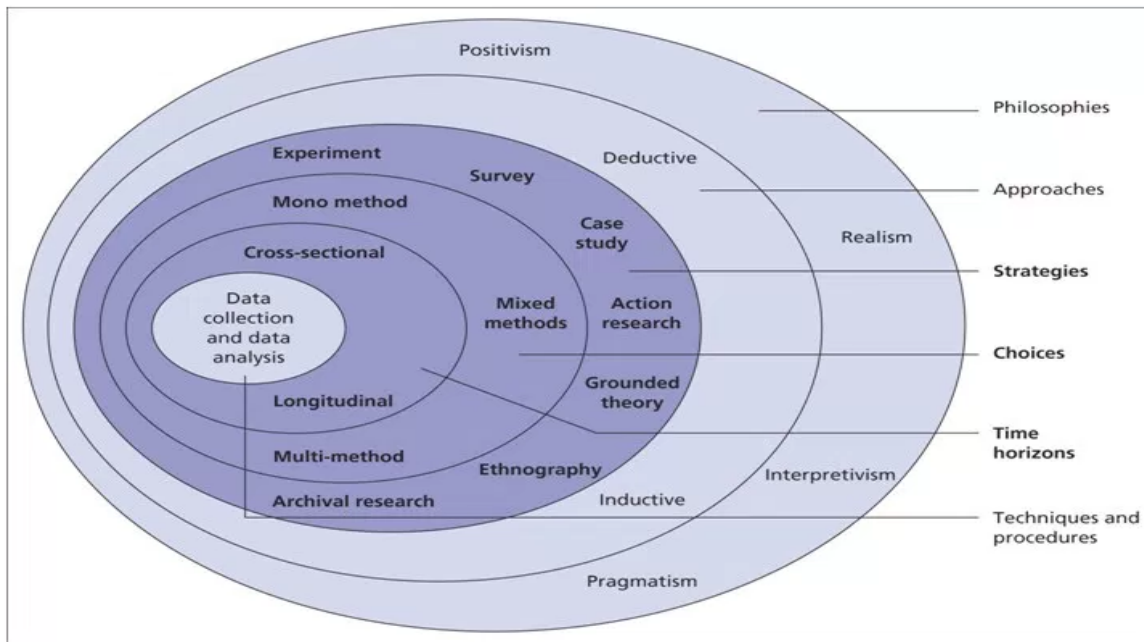 Positivism
Philosophies
Experiment
Survey
Deductive
Mono method
Approaches
Case
study
Realism
Cross-sectional
Strategies
Data
collection
and data
analysis
Mixed
methods
Action
research
Choices
Grounded
theory
Longitudinal
Time
horizons
Multi-method
Ethnography
Interpretivism
Archival research
Inductive
Techniques and
procedures
Pragmatism